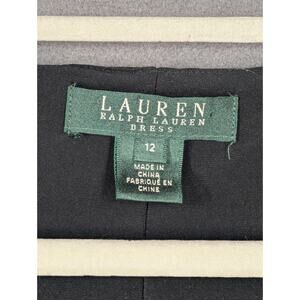 LAUREN
RALPH LAUREN
DRESS
12
MADE IN
CHINA
FABRIQUÉ EN
CHINE